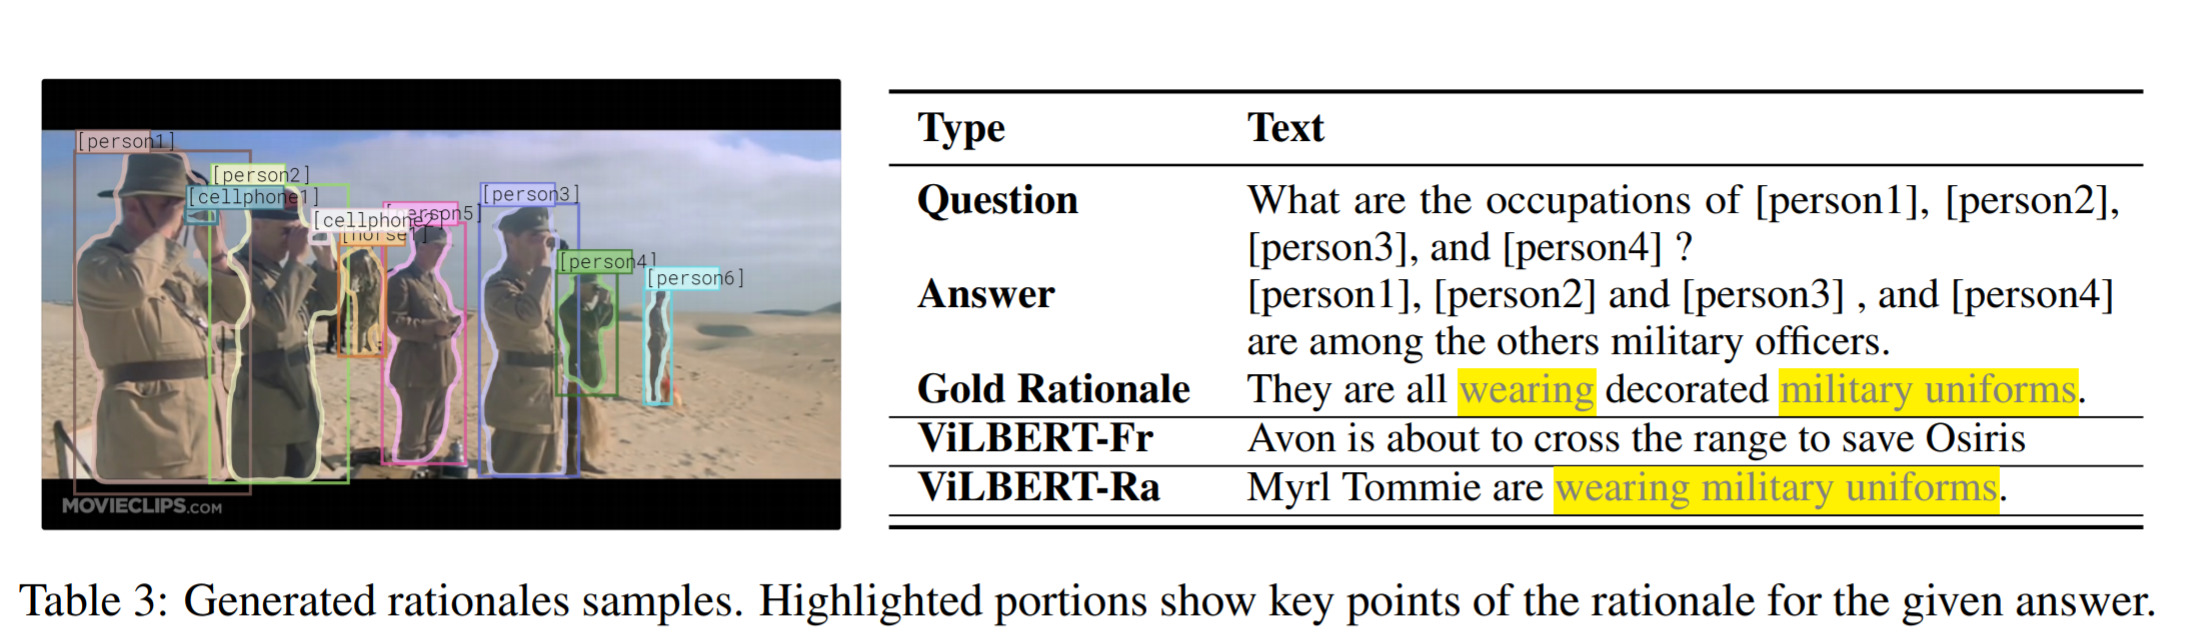 [person1]
[person2]
[cellphone1]
[person3]
[person5]
[cellphone2]
[horse1]
[person4]
[person6]
MOVIECLIPS.COM
Type Text
Question What are the occupations of [person1], [person2],
[person3], and [person4] ?
Answer [person1], [person2] and [person3] , and [person4]
are among the others military officers.
Gold Rationale They are all wearing decorated military uniforms.
ViLBERT-Fr Avon is about to cross the range to save Osiris
ViLBERT-Ra Myrl Tommie are wearing military uniforms.
Table 3: Generated rationales samples. Highlighted portions show key points of the rationale for the given answer.